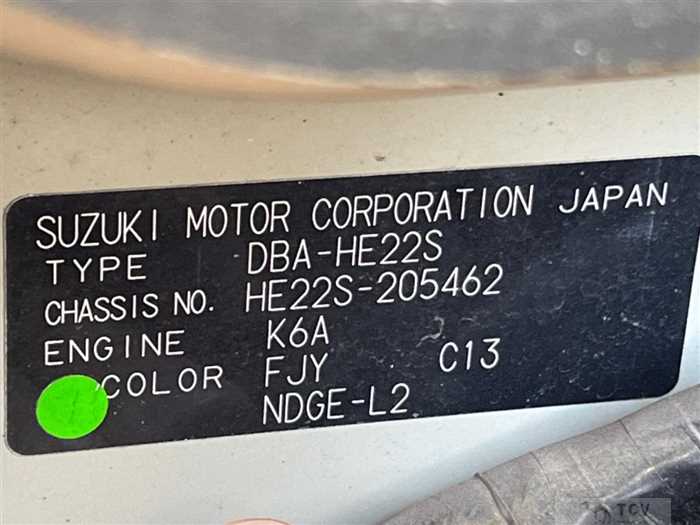 SUZUKI MOTOR CORPORATION JAPAN
TYPE DBA-HE22S
CHASSIS NO. HE22S-205462
ENGINE K6A
COLOR FJY C13
NDGE-L2
TCV